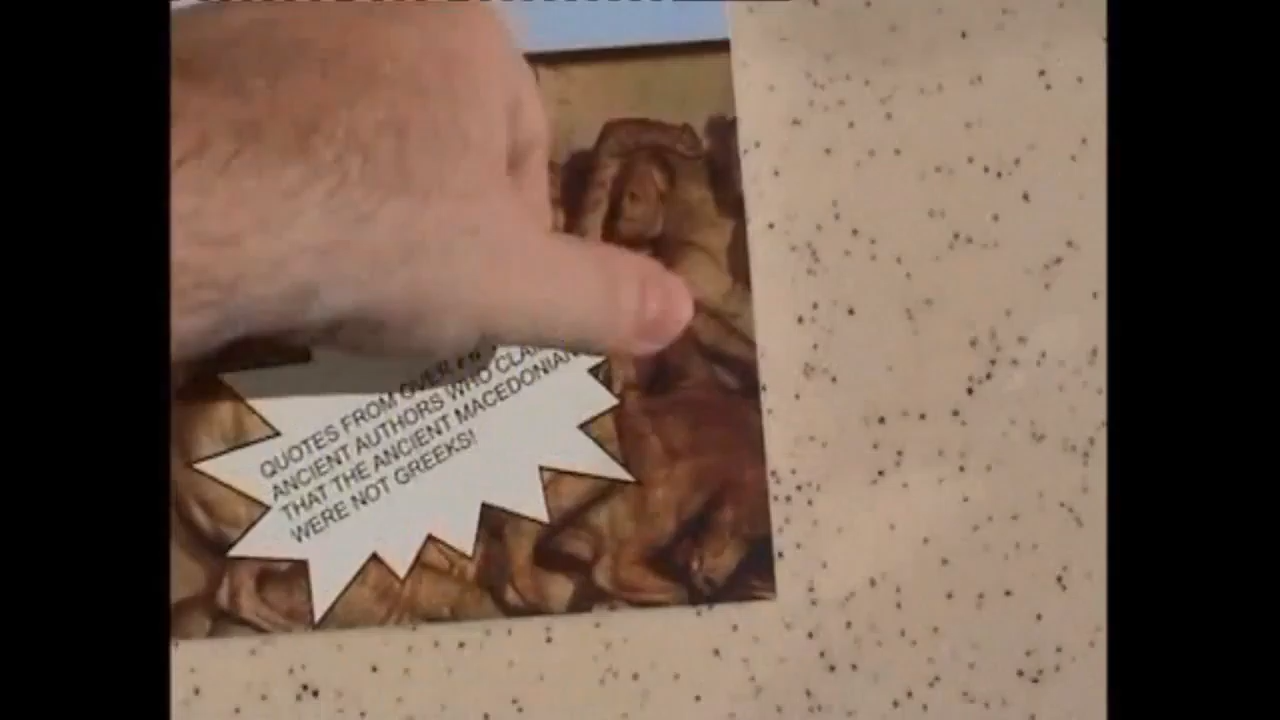 QUOTES FROM OVER
ANCIENT AUTHORS WHO
THAT THE ANCIENT MACEDONIAN
WERE NOT GREEKS!